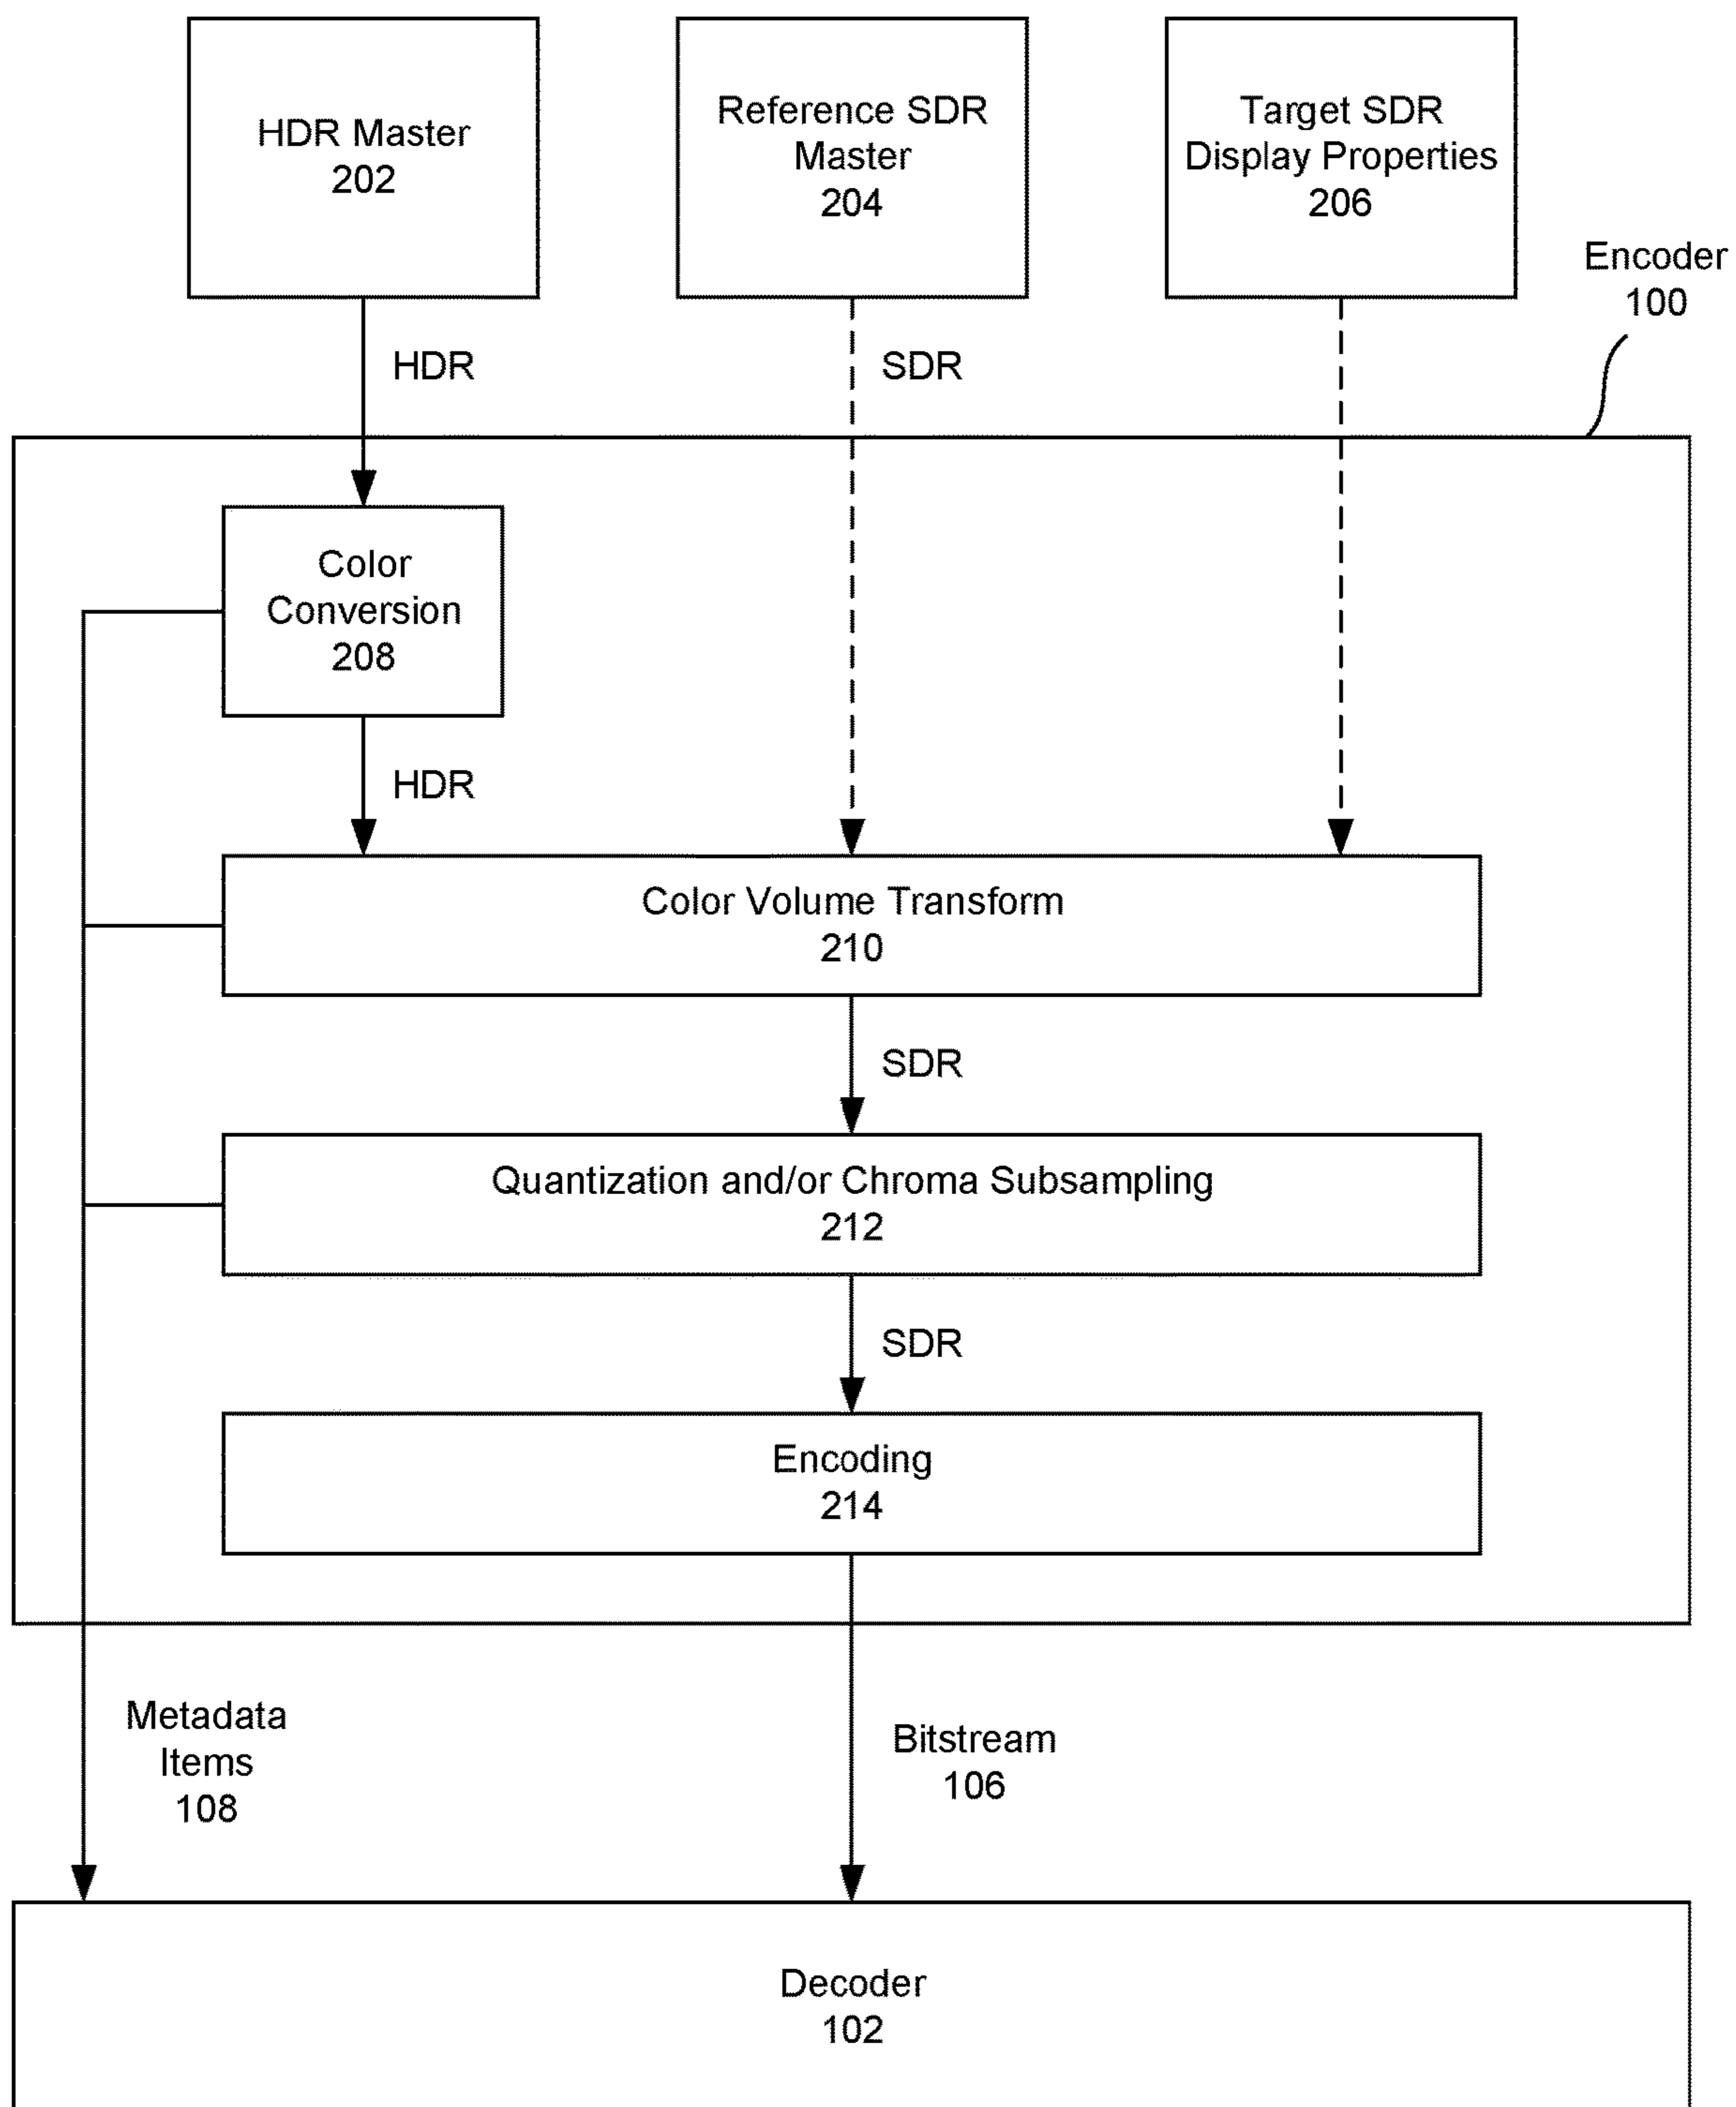 HDR Master
202
Reference SDR
Master
204
Target SDR
Display Properties
206
Encoder
100
HDR
SDR
Color
Conversion
208
HDR
Color Volume Transform
210
SDR
Quantization and/or Chroma Subsampling
212
SDR
Encoding
214
Metadata
Items
108
Bitstream
106
Decoder
102